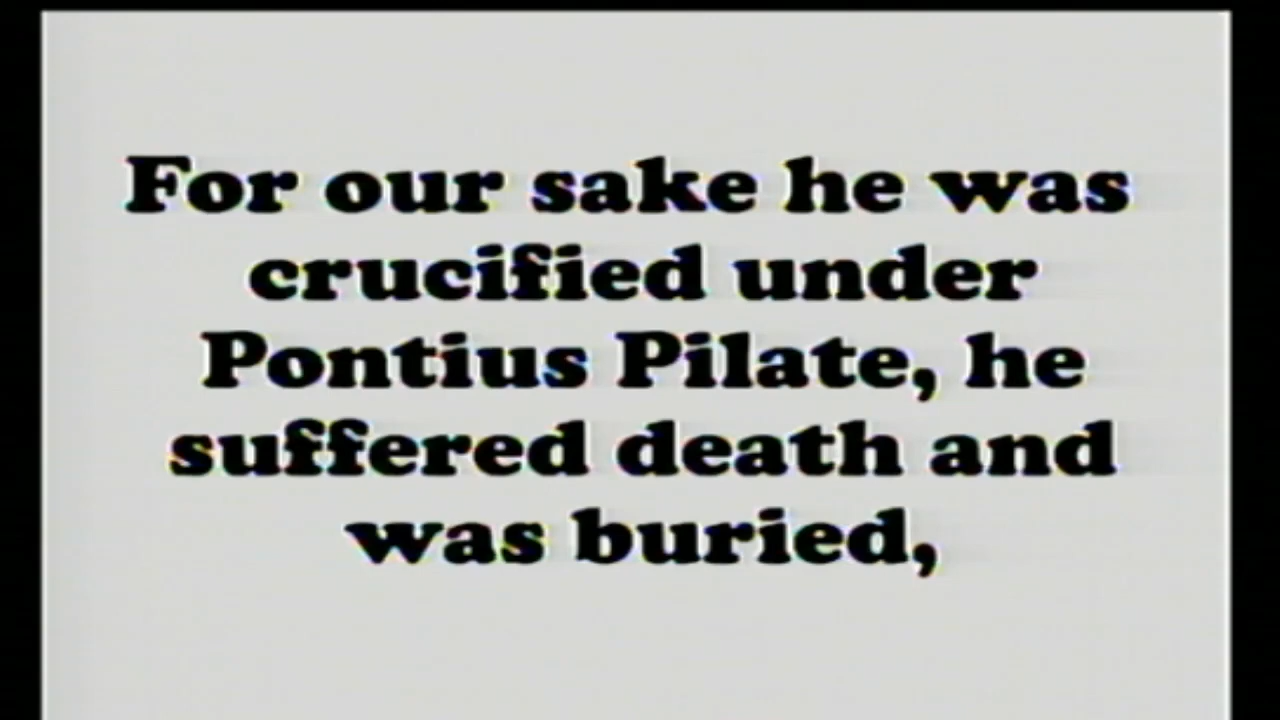 For our sake he was
crucified under
Pontius Pilate, he
suffered death and
was buried,